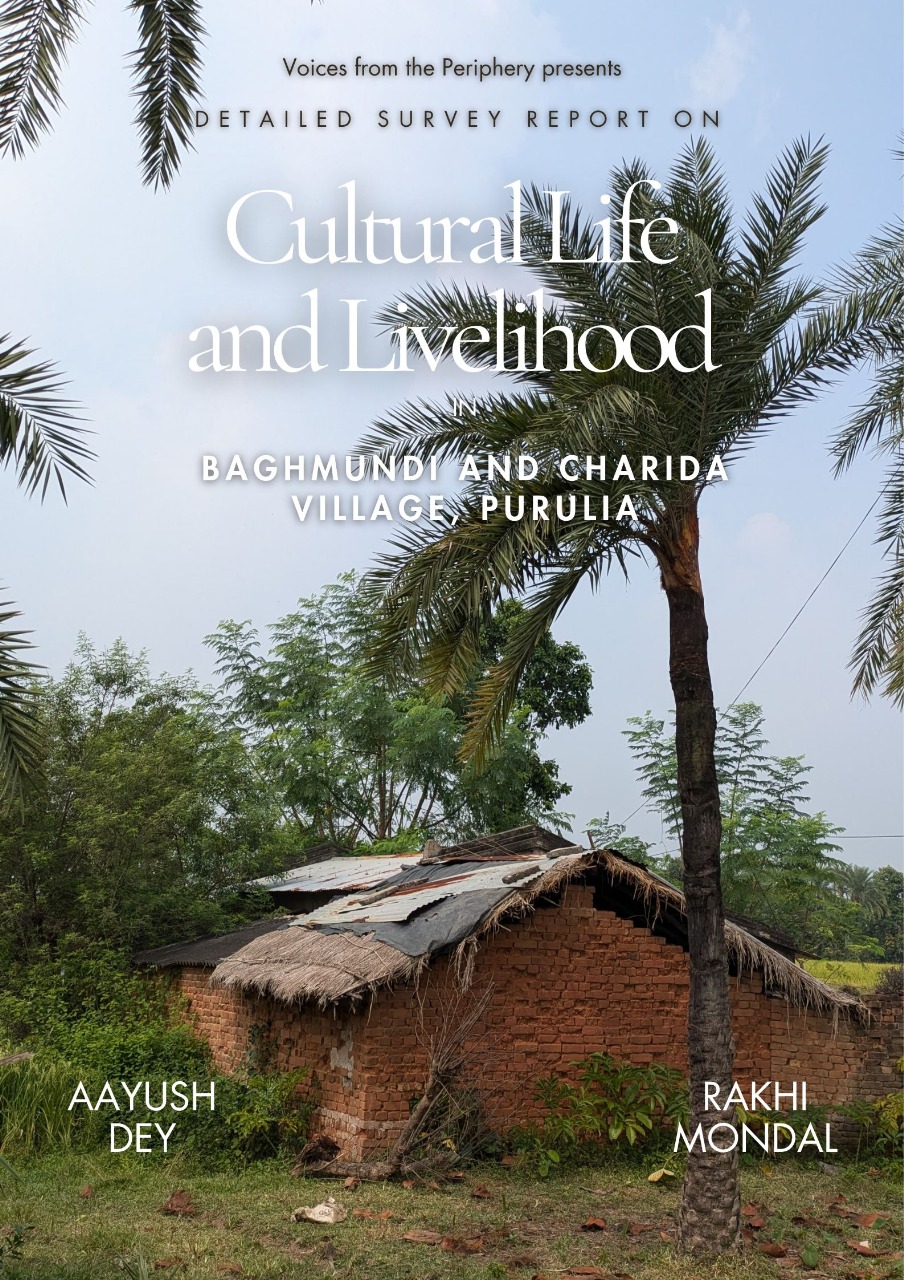 Voices from the Periphery presents
DETAILED SURVEY REPORT ON
Cultural Life
and Livelihood
IN
BAGHMUNDI AND CHARIDA
VILLAGE, PURULIA
AAYUSH
DEY
RAKHI
MONDAL